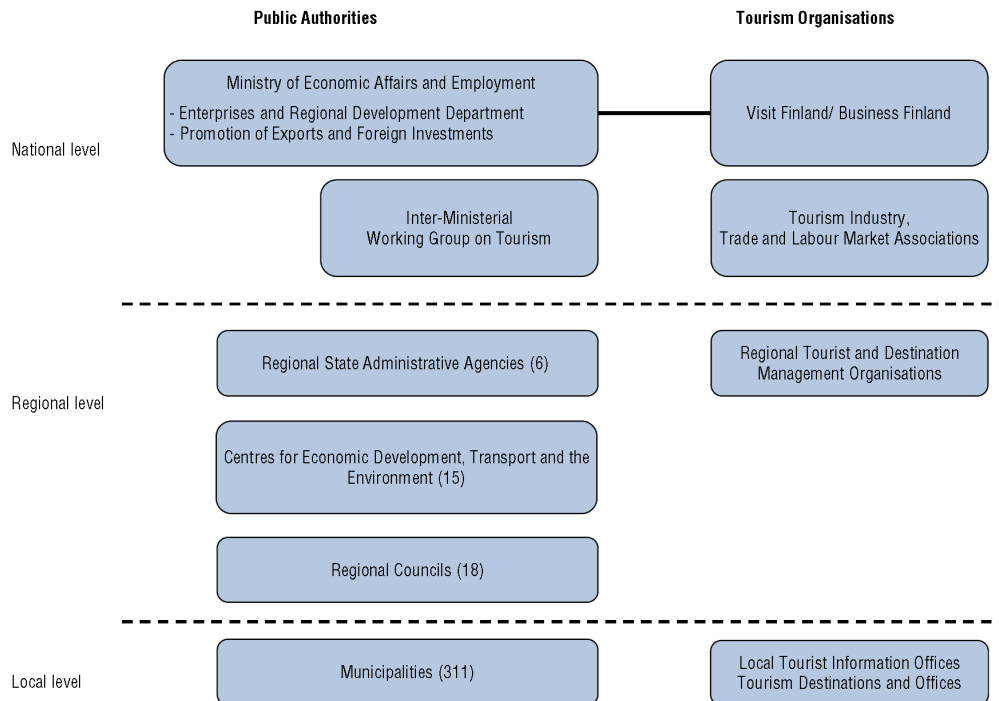 Public Authorities
Tourism Organisations
National level
Ministry of Economic Affairs and Employment
- Enterprises and Regional Development Department
- Promotion of Exports and Foreign Investments
Visit Finland/ Business Finland
Inter-Ministerial
Working Group on Tourism
Tourism Industry,
Trade and Labour Market Associations
Regional level
Regional State Administrative Agencies (6)
Regional Tourist and Destination
Management Organisations
Centres for Economic Development, Transport and the
Environment (15)
Regional Councils (18)
Local level
Municipalities (311)
Local Tourist Information Offices
Tourism Destinations and Offices